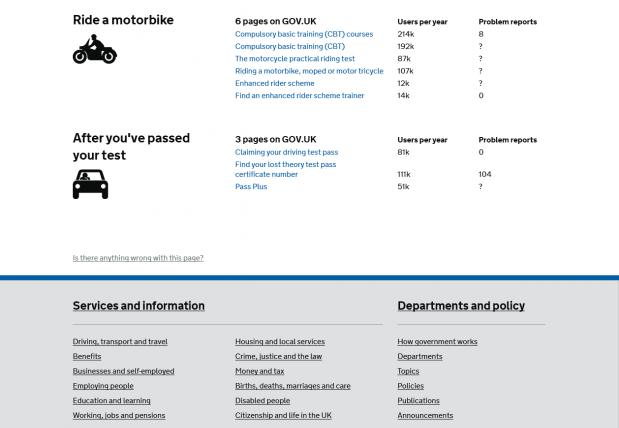 Ride a motorbike
6 pages on GOV.UK Users per year Problem reports
Compulsory basic training (CBT) courses 214k 8
Compulsory basic training (CBT) 192k ?
The motorcycle practical riding test 87k ?
Riding a motorbike, moped or motor tricycle 107k ?
Enhanced rider scheme 12k ?
Find an enhanced rider scheme trainer 14k 0
After you've passed
your test
3 pages on GOV.UK Users per year Problem reports
Claiming your driving test pass 81k 0
Find your lost theory test pass
certificate number 111k 104
Pass Plus 51k ?
Is there anything wrong with this page?
Services and information
Driving, transport and travel
Benefits
Businesses and self-employed
Employing people
Education and learning
Working, jobs and pensions
Housing and local services
Crime, justice and the law
Money and tax
Births, deaths, marriages and care
Disabled people
Citizenship and life in the UK
Departments and policy
How government works
Departments
Topics
Policies
Publications
Announcements